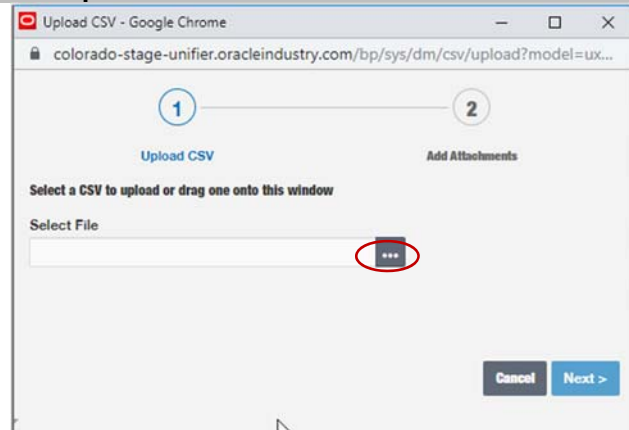 Upload CSV - Google Chrome
colorado-stage-unifier.oracleindustry.com/bp/sys/dm/csv/upload?model=ux...
1
2
Upload CSV
Add Attachments
Select a CSV to upload or drag one onto this window
Select File
...
Cancel
Next >